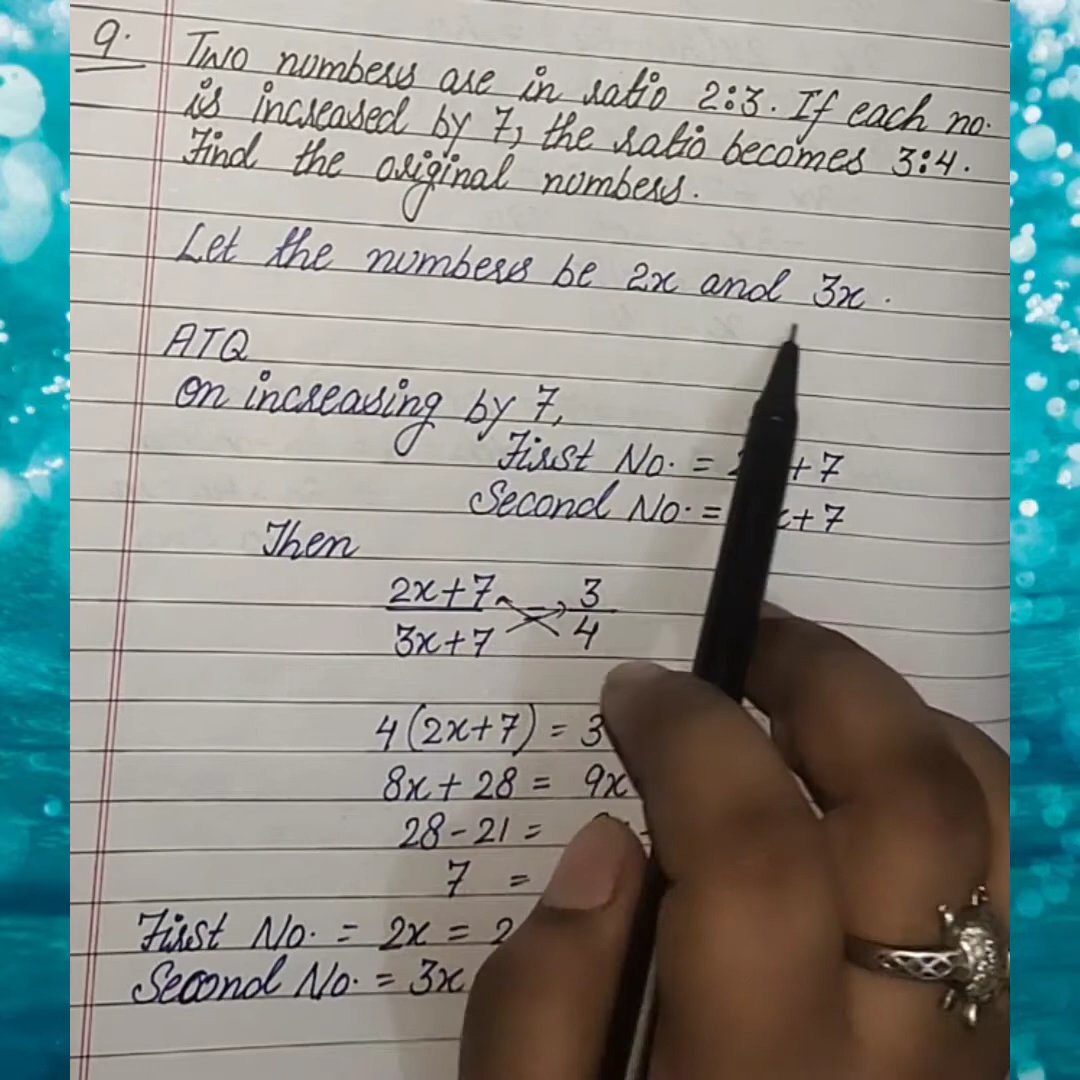 9. Two numbers are in ratio 2:3. If each no.
is increased by 7, the ratio becomes 3:4.
Find the original numbers.
Let the numbers be 2x and 3x.
ATQ
on increasing by 7,
First No. = 2 + 7
Second No. = x + 7
Then
2x+7 = 3
3x+7 4
4(2x+7) = 3
8x + 28 = 9x
28 - 21 =
7 =
First No. = 2x = 2
Second No. = 3x